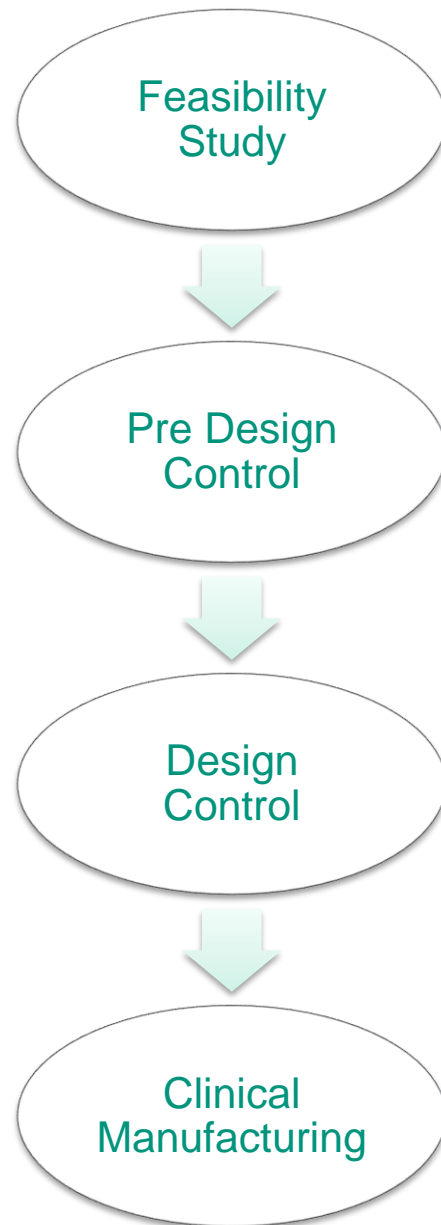 Feasibility
Study
Pre Design
Control
Design
Control
Clinical
Manufacturing